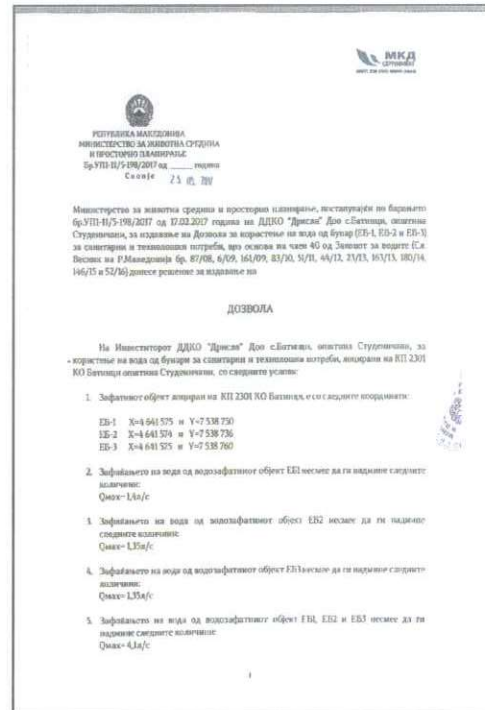 МКД
СЕРТИФИКАТ
РЕПУБЛИКА МАКЕДОНИЈА
МИНИСТЕРСТВО ЗА ЖИВОТНА СРЕДИНА
И ПРОСТОРНО ПЛАНИРАЊЕ
Бр.УП1-11/5-198/2017 од _____ година
Скопје
Министерство за животна средина и просторно планирање, постапувајќи по барањето
бр.УП1-11/5-198/2017 од 17.02.2017 година на ДДКО "Дрисла" Доо с.Батинци, општина
Студеничани, за издавање на Дозвола за користење на вода од бунар (ЕБ-1, ЕБ-2 и ЕБ-3)
за санитарни и технолошки потреби, врз основа на член 40 од Законот за водите (Сл.
Весник на Р.Македонија бр. 87/08, 6/09, 161/09, 83/10, 51/11, 44/12, 23/13, 163/13, 180/14,
146/15 и 52/16) донесе решение за издавање на
ДОЗВОЛА
На Инвеститорот ДДКО "Дрисла" Доо с.Батинци, општина Студеничани, за
користење на вода од бунари за санитарни и технолошки потреби, лоцирани на КП 2301
КО Батинци општина Студеничани, со следните услови:
1. Зафатниот објект лоциран на КП 2301 КО Батинци, е со следните координати:
ЕБ-1 X=4 641 575 и Y=7 538 730
ЕБ-2 X=4 641 574 и Y=7 538 736
ЕБ-3 X=4 641 525 и Y=7 538 760
2. Зафаќањето на вода од водозафатниот објект ЕБ1 несмее да ги надмине следните
количини:
Qмах= 1,4л/с
3. Зафаќањето на вода од водозафатниот објект ЕБ2 несмее да ги надмине
следните количини:
Qмах= 1,35л/с
4. Зафаќањето на вода од водозафатниот објект ЕБ3 несмее да ги надмине следните
количини:
Qмах= 1,35л/с
5. Зафаќањето на вода од водозафатниот објект ЕБ1, ЕБ2 и ЕБ3 несмее да ги
надмине следните количини:
Qмах= 4,1л/с
1